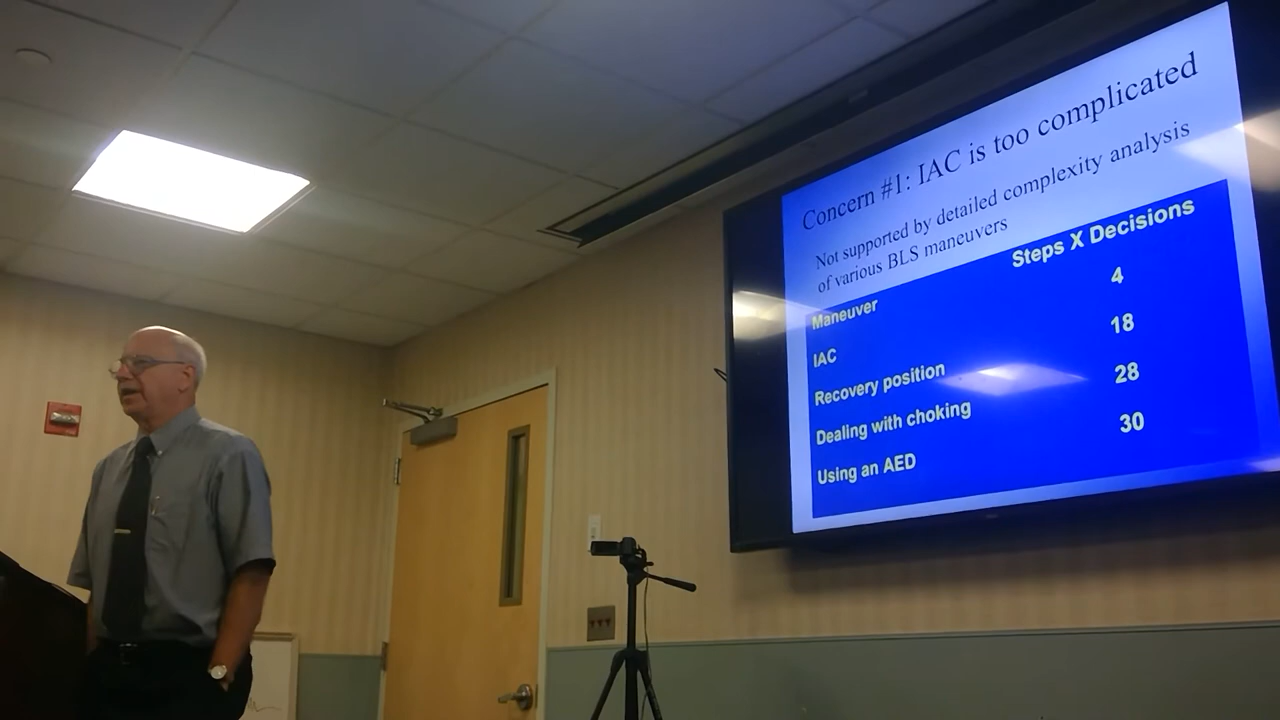 Concern #1: IAC is too complicated
Not supported by detailed complexity analysis
of various BLS maneuvers
Maneuver Steps X Decisions
IAC 4
Recovery position 18
Dealing with choking 28
Using an AED 30